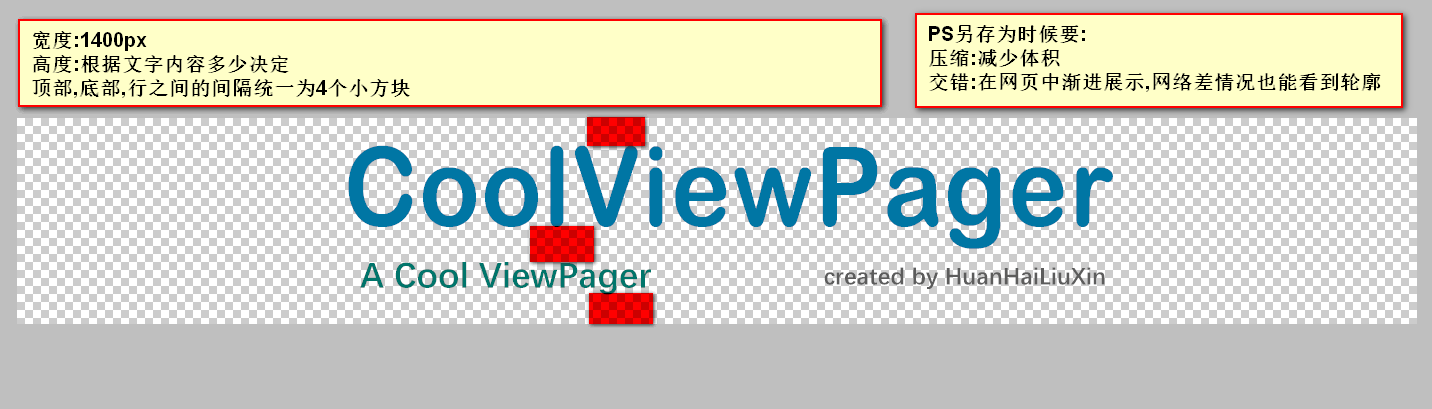 宽度:1400px
高度:根据文字内容多少决定
顶部,底部,行之间的间隔统一为4个小方块
PS另存为时候要:
压缩:减少体积
交错:在网页中渐进展示,网络差情况也能看到轮廓
CoolViewPager
A Cool ViewPager
created by HuanHaiLiuXin